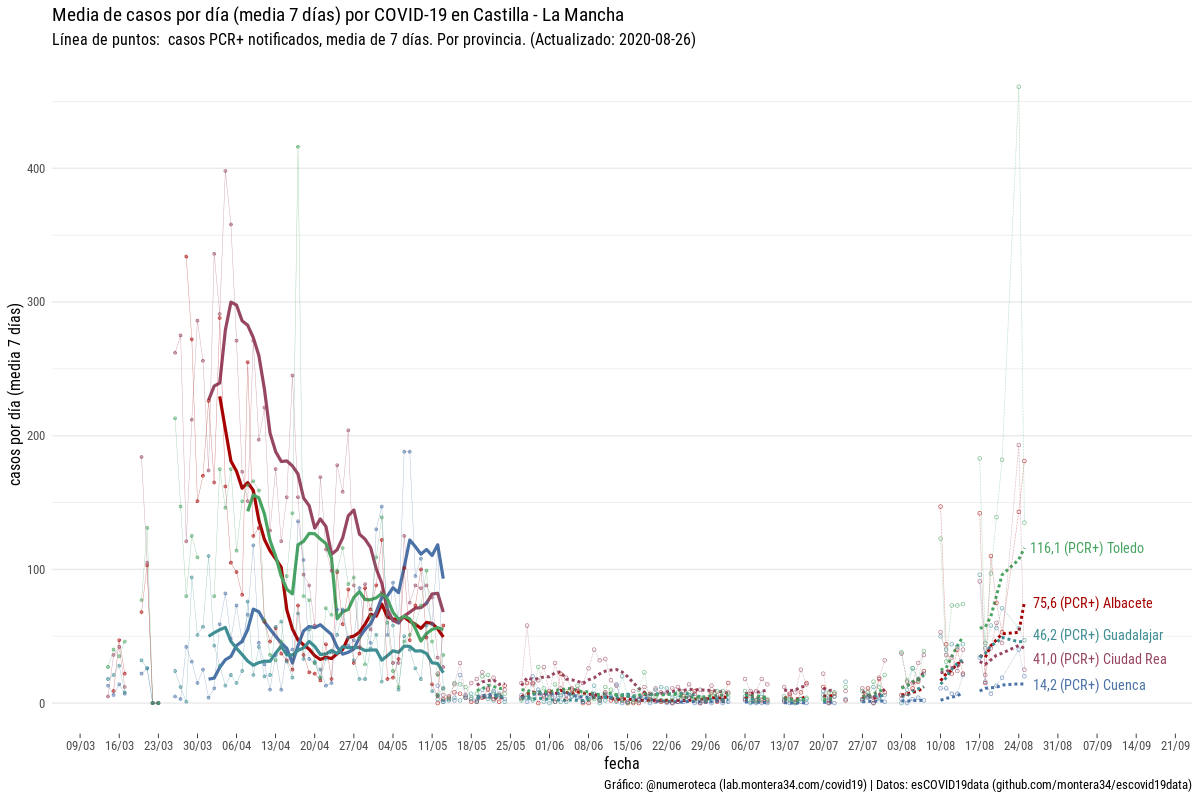 Media de casos por día (media 7 días) por COVID-19 en Castilla - La Mancha
Línea de puntos:  casos PCR+ notificados, media de 7 días. Por provincia. (Actualizado: 2020-08-26)
casos por día (media 7 días)
400
300
200
100
0
116,1 (PCR+) Toledo
75,6 (PCR+) Albacete
46,2 (PCR+) Guadalajar
41,0 (PCR+) Ciudad Rea
14,2 (PCR+) Cuenca
09/03 16/03 23/03 30/03 06/04 13/04 20/04 27/04 04/05 11/05 18/05 25/05 01/06 08/06 15/06 22/06 29/06 06/07 13/07 20/07 27/07 03/08 10/08 17/08 24/08 31/08 07/09 14/09 21/09
fecha
Gráfico: @numeroteca (lab.montera34.com/covid19) | Datos: esCOVID19data (github.com/montera34/escovid19data)